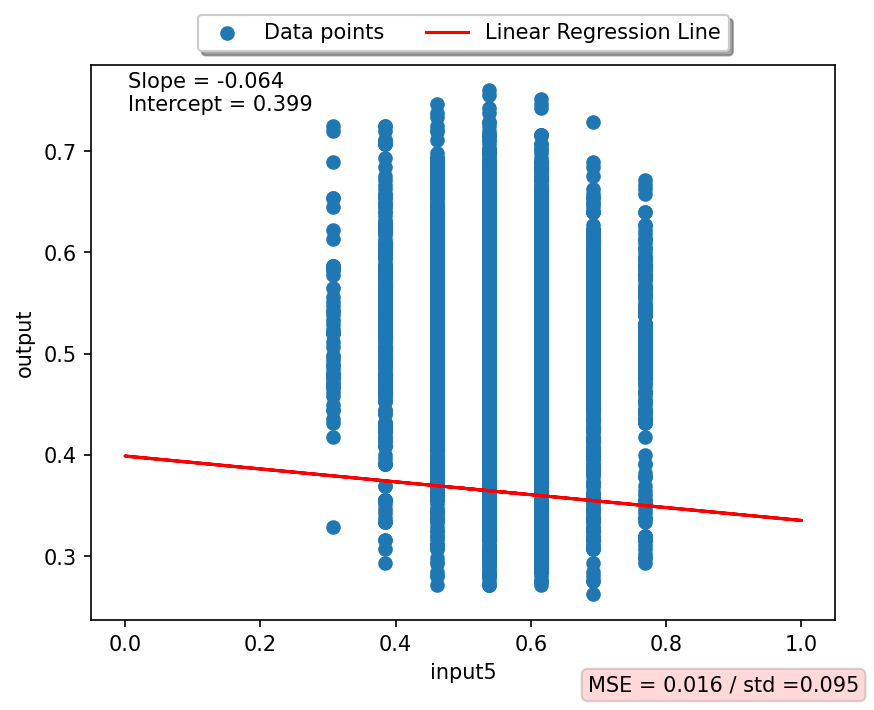 Data points
Linear Regression Line
Slope = -0.064
Intercept = 0.399
0.7
0.6
0.5
0.4
0.3
output
0.0
0.2
0.4
0.6
0.8
1.0
input5
MSE = 0.016 / std =0.095